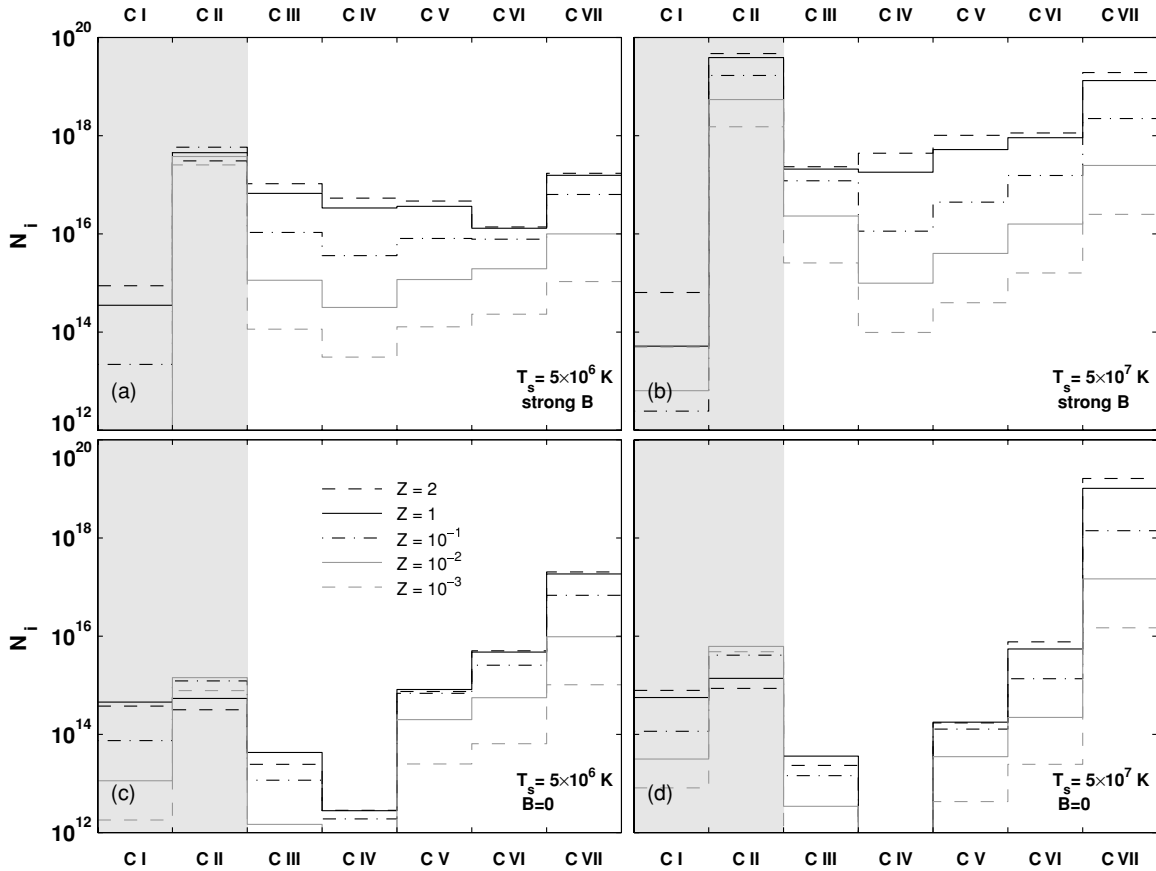 C I C II C III C IV C V C VI C VII C I C II C III C IV C V C VI C VII
10^20
10^18
10^16
10^14
10^12
N_i
(a)
T_s = 5×10^6 K
strong B
(b)
T_s = 5×10^7 K
strong B
10^20
10^18
10^16
10^14
10^12
N_i
Z = 2
Z = 1
Z = 10^−1
Z = 10^−2
Z = 10^−3
(c)
T_s = 5×10^6 K
B=0
(d)
T_s = 5×10^7 K
B=0
C I C II C III C IV C V C VI C VII C I C II C III C IV C V C VI C VII